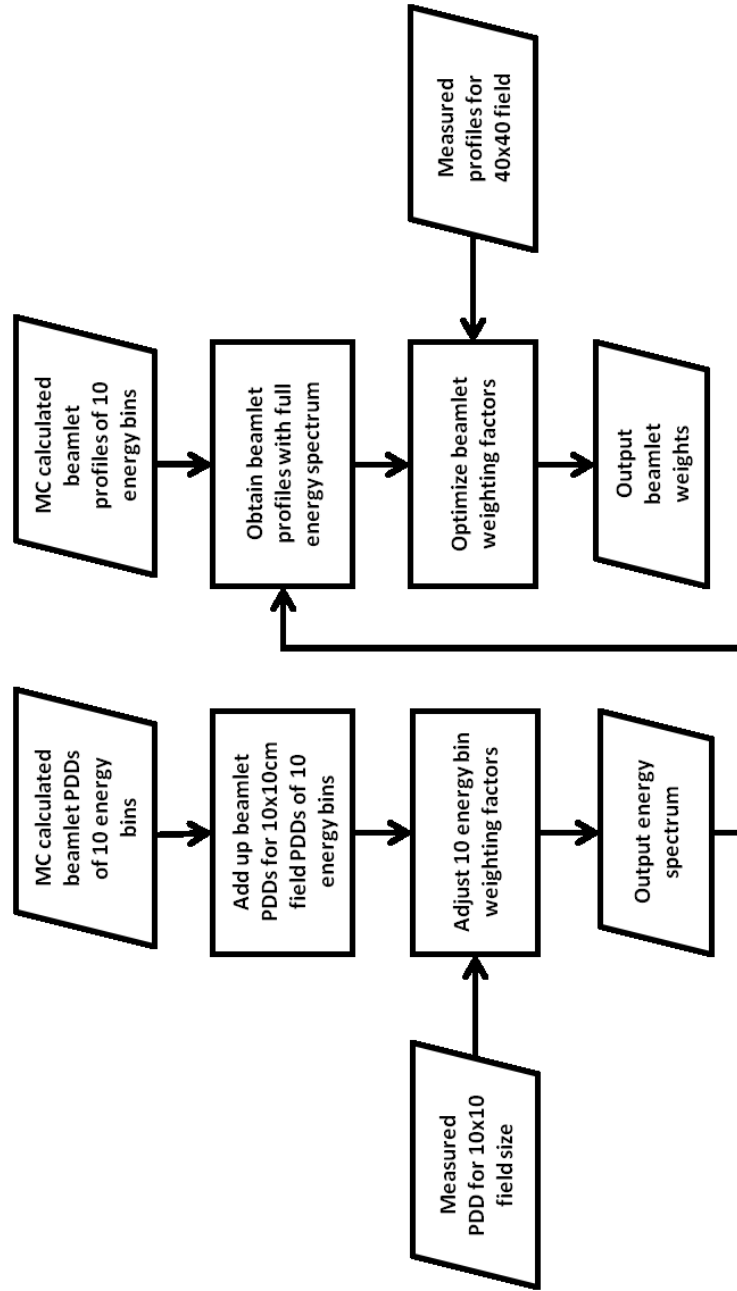 MC calculated
beamlet PDDs
of 10 energy
bins
Add up beamlet
PDDs for 10x10cm
field PDDs of 10
energy bins
Measured
PDD for 10x10
field size
Adjust 10 energy bin
weighting factors
Output energy
spectrum
MC calculated
beamlet
profiles of 10
energy bins
Obtain beamlet
profiles with full
energy spectrum
Optimize beamlet
weighting factors
Measured
profiles for
40x40 field
Output
beamlet
weights